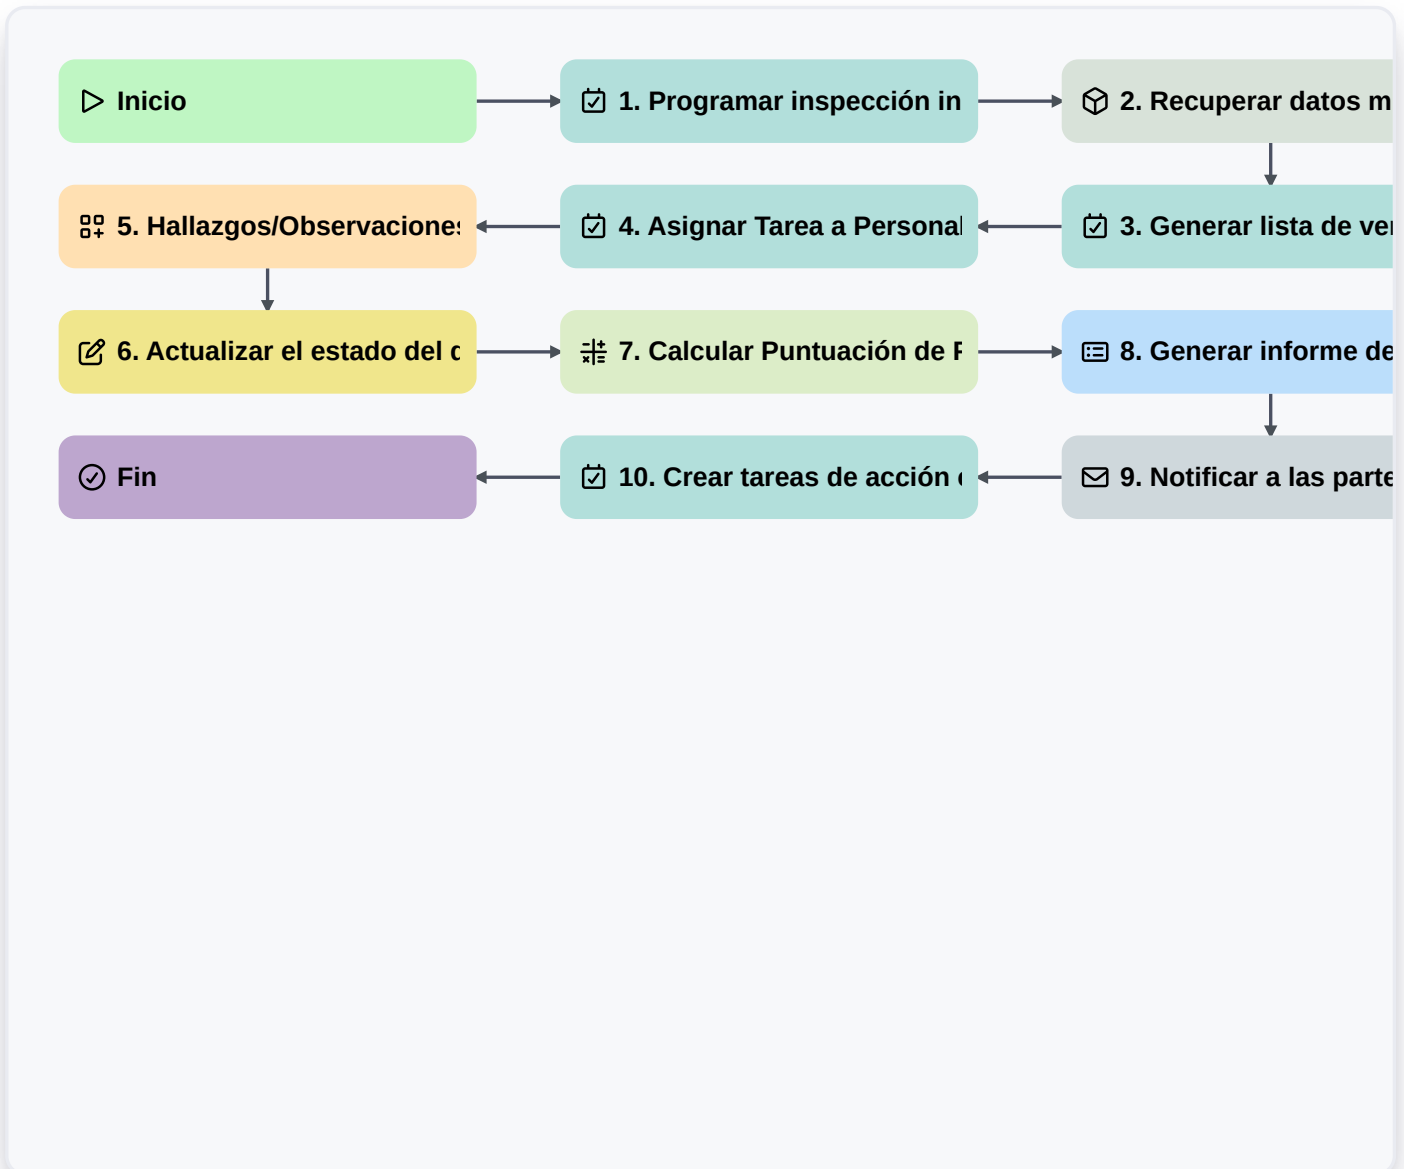 Inicio
1. Programar inspección in
2. Recuperar datos m
5. Hallazgos/Observaciones
4. Asignar Tarea a Personal
3. Generar lista de ver
6. Actualizar el estado del
7. Calcular Puntuación de
8. Generar informe de
Fin
10. Crear tareas de acción
9. Notificar a las parte